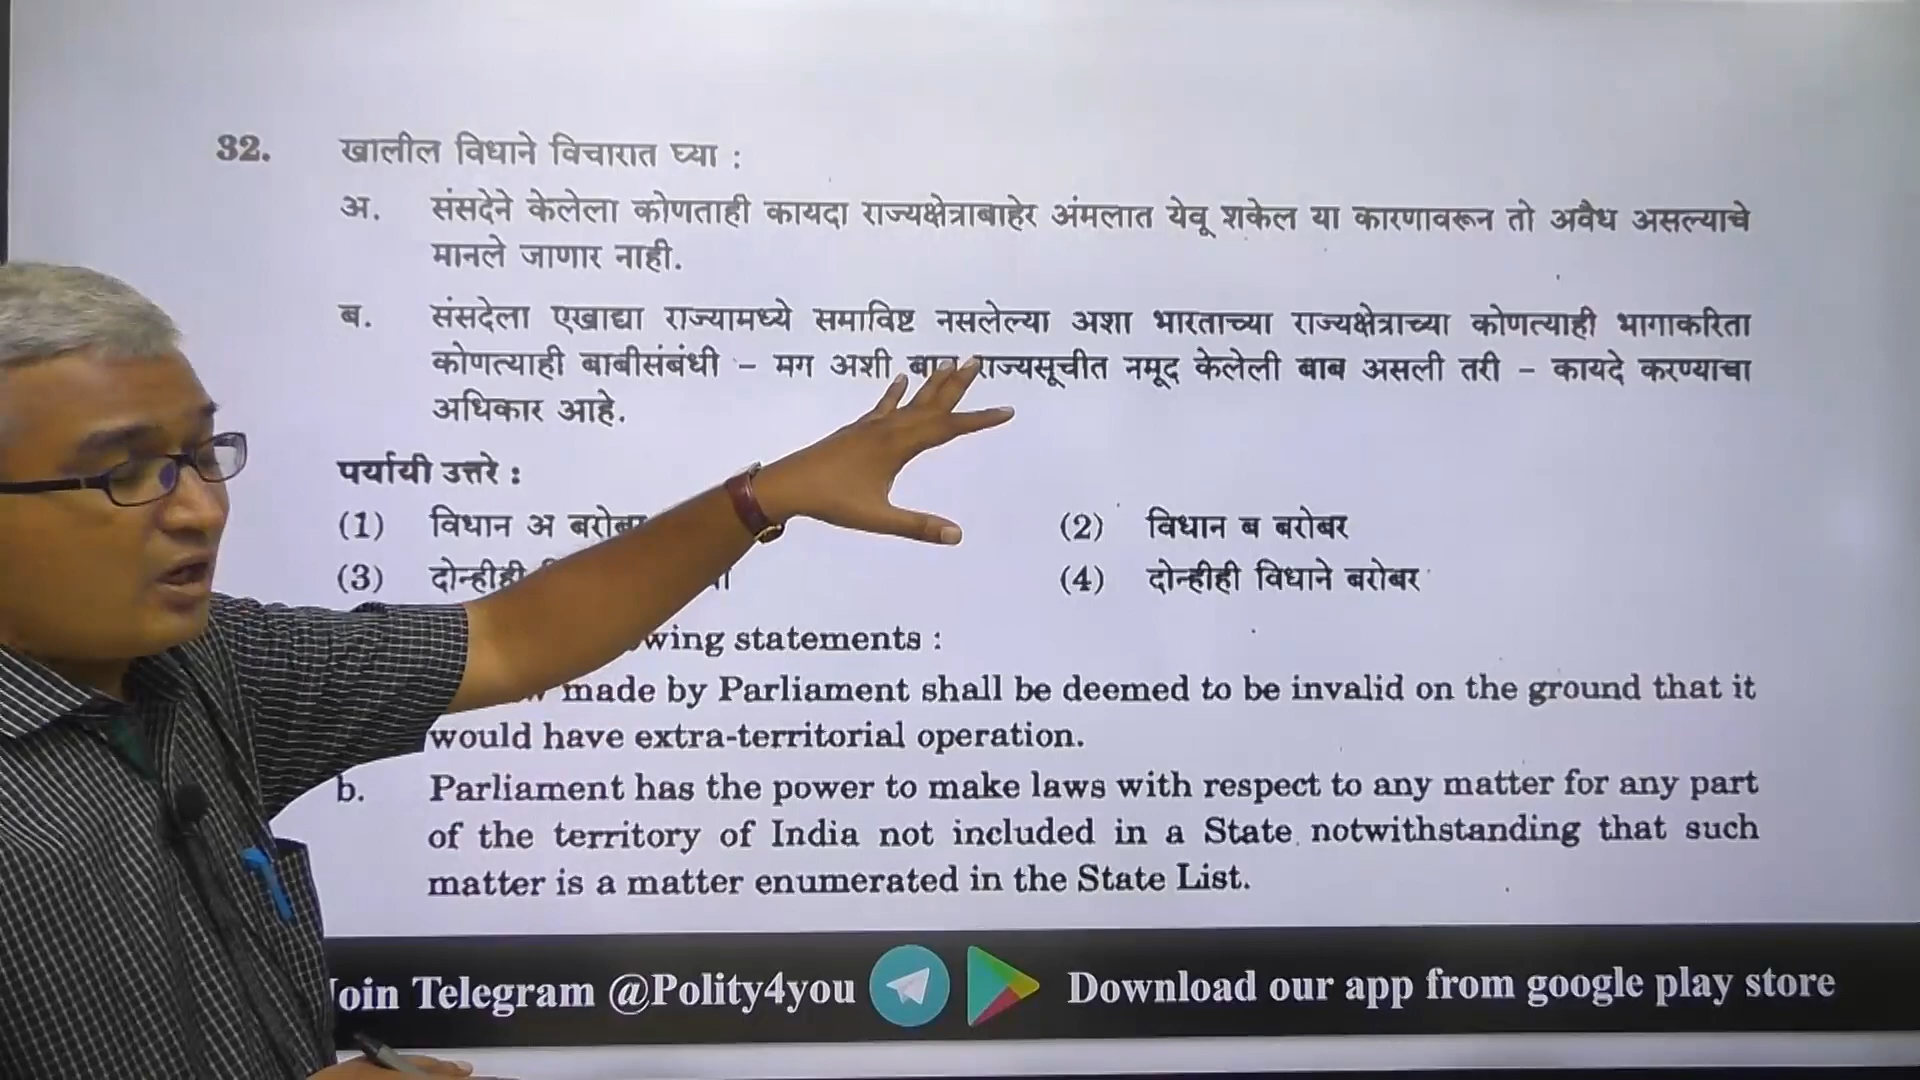 32. खालील विधाने विचारात घ्या :
अ. संसदेने केलेला कोणताही कायदा राज्यक्षेत्राबाहेर अंमलात येवू शकेल या कारणावरून तो अवैध असल्याचे
मानले जाणार नाही.
ब. संसदेला एखाद्या राज्यामध्ये समाविष्ट नसलेल्या अशा भारताच्या राज्यक्षेत्राच्या कोणत्याही भागाकरिता
कोणत्याही बाबीसंबंधी – मग अशी राज्यसूचीत नमूद केलेली बाब असली तरी – कायदे करण्याचा
अधिकार आहे.
पर्यायी उत्तरे :
(1) विधान अ (2) विधान ब बरोबर
(3) दोन्हीही (4) दोन्हीही विधाने बरोबर
statements :
made by Parliament shall be deemed to be invalid on the ground that it
would have extra-territorial operation.
b. Parliament has the power to make laws with respect to any matter for any part
of the territory of India not included in a State notwithstanding that such
matter is a matter enumerated in the State List.
Join Telegram @Polity4you Download our app from google play store